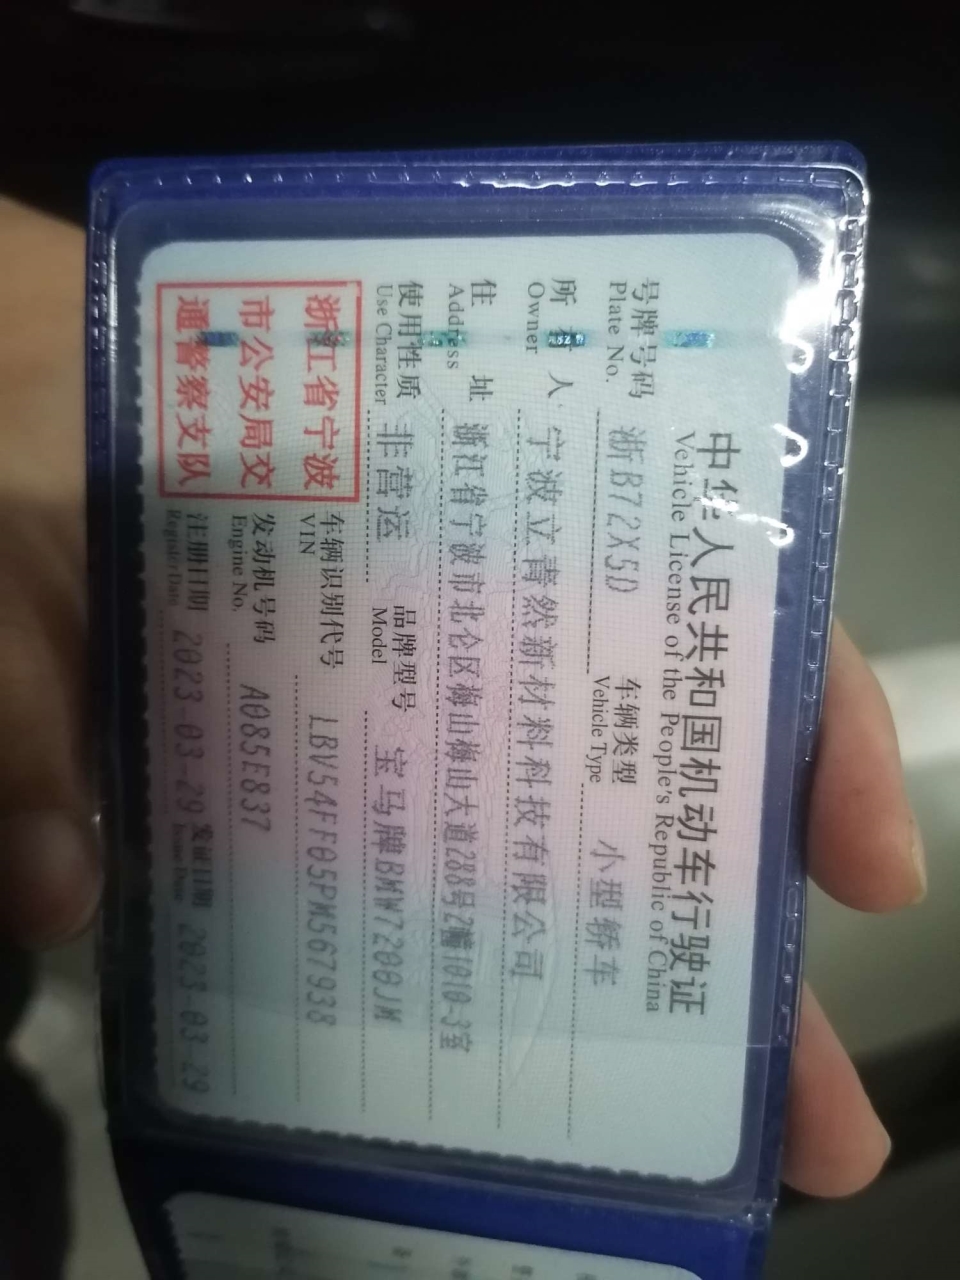 中华人民共和国机动车行驶证
Vehicle License of the People's Republic of China
号牌号码 浙B72X5D 车辆类型 小型轿车
Plate No. Vehicle Type
所有人 宁波立青然新材料科技有限公司
Owner
住址 浙江省宁波市北仑区梅山梅山大道288号2幢1010-3室
Address
使用性质 非营运 品牌型号 宝马牌BMW7200JM
Use Character Model
浙江省宁波
市公安局交
通警察支队
车辆识别代号 LBV54FF05PM567938
VIN
发动机号码 A085E837
Engine No.
注册日期 2023-03-29 发证日期 2023-03-29
Register Date Issue Date